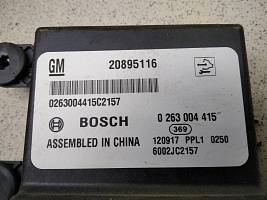 GM 20895116
0263004415C2157
BOSCH 0 263 004 415
369
ASSEMBLED IN CHINA 120917 PPL1 0250
6002JC2157